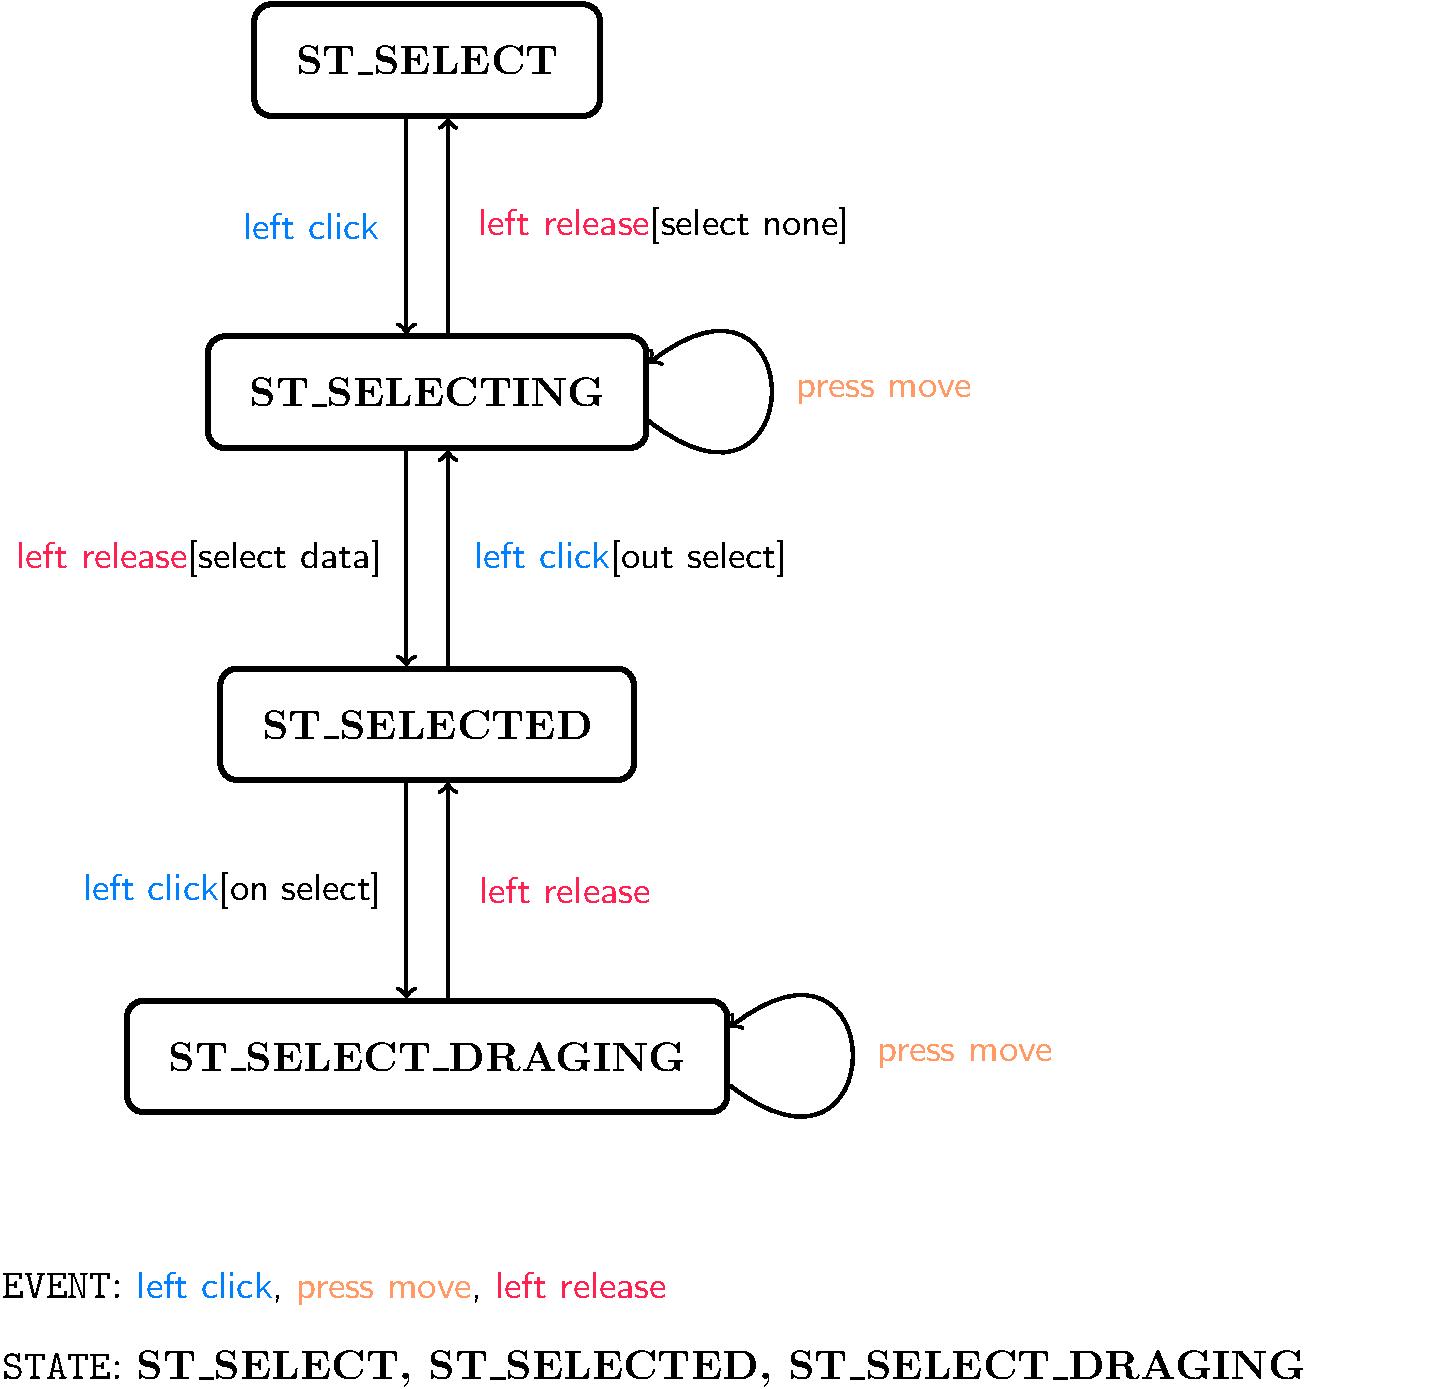 ST_SELECT
left click
left release[select none]
ST_SELECTING
press move
left release[select data]
left click[out select]
ST_SELECTED
left click[on select]
left release
ST_SELECT_DRAGING
press move
EVENT: left click, press move, left release
STATE: ST_SELECT, ST_SELECTED, ST_SELECT_DRAGING